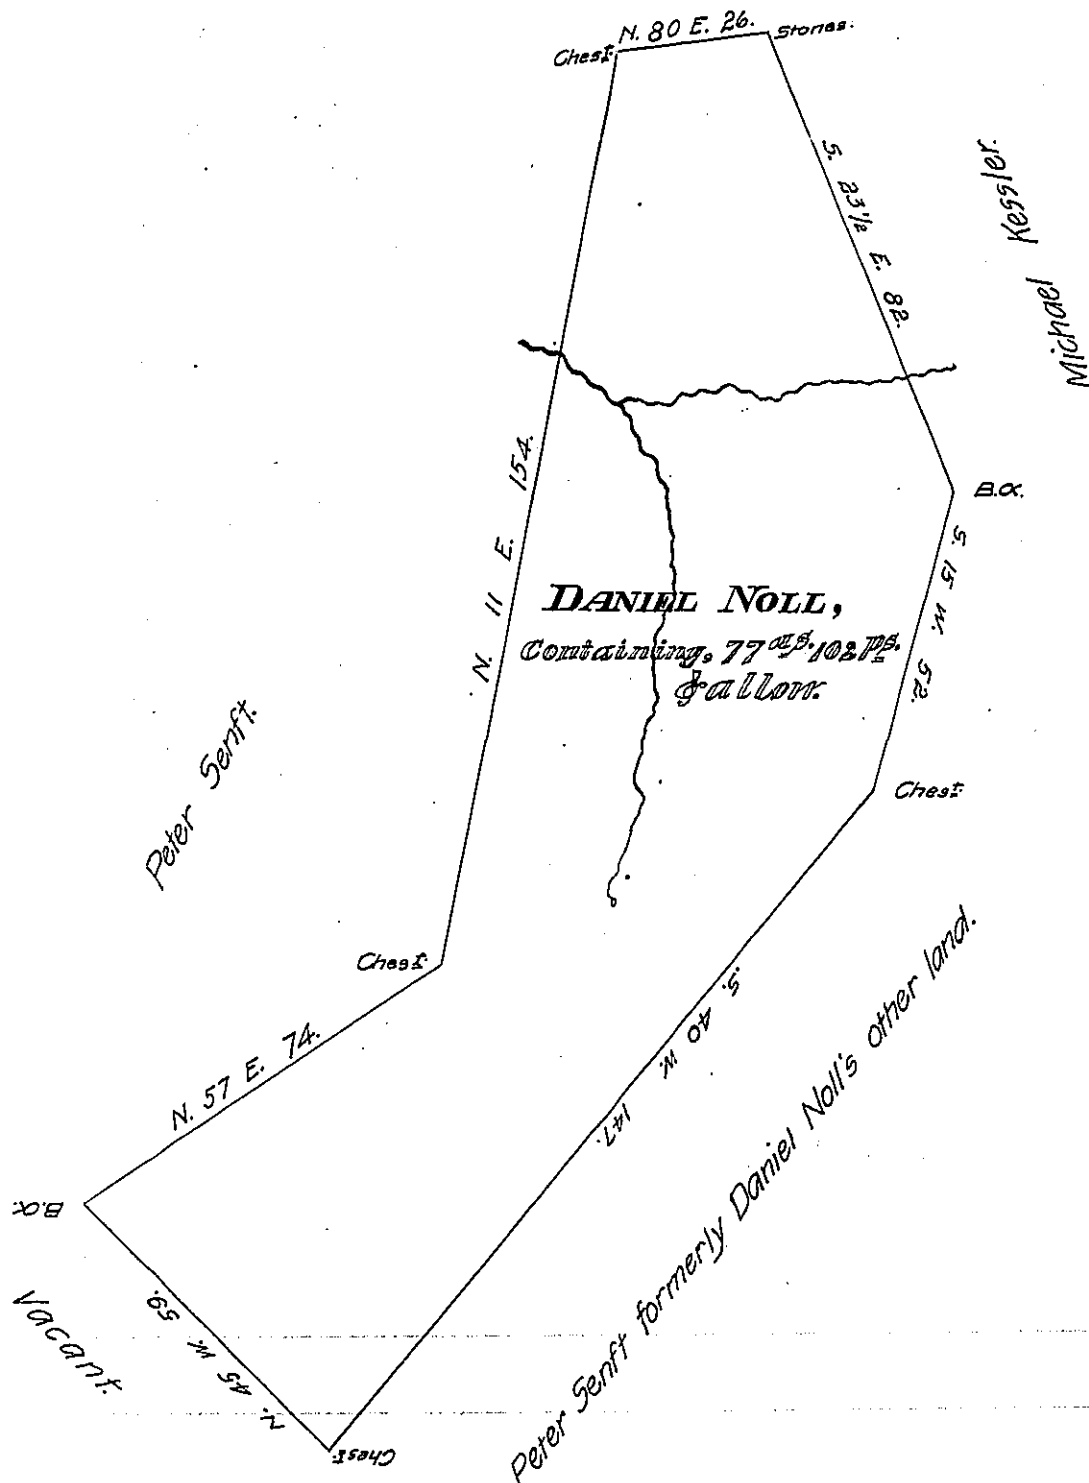 N. 80 E. 26.
Chest.
Stones.
S. 23½ E. 82.
Michael Kessler.
N. 11 E. 154.
B.O.
S. 15 W. 52.
DANIEL NOLL,
Containing, 77 as. 102 ps.
& allow.
Peter Senft.
Chest.
Chest.
S. 40 W. 147.
N. 57 E. 74.
B.O.
N. 45 W. 59.
Vacant.
Chest.
Peter Senft formerly Daniel Noll's other land.